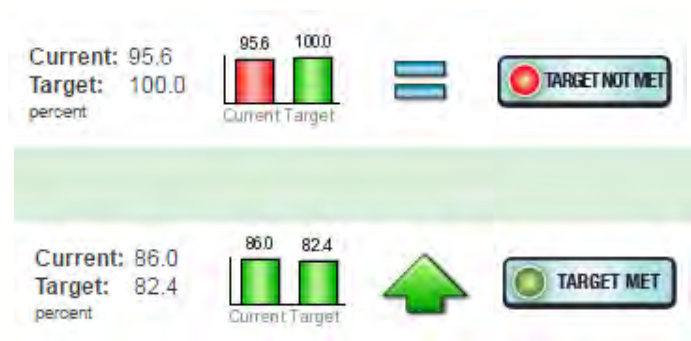 Current: 95.6
Target: 100.0
percent
95.6 100.0
Current Target
TARGET NOT MET
Current: 86.0
Target: 82.4
percent
86.0 82.4
Current Target
TARGET MET